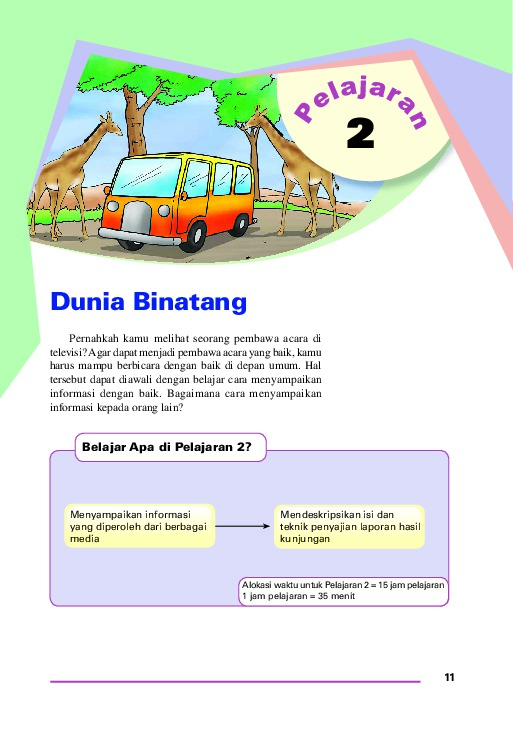 Pelajaran
2
Dunia Binatang
Pernahkah kamu melihat seorang pembawa acara di
televisi? Agar dapat menjadi pembawa acara yang baik, kamu
harus mampu berbicara dengan baik di depan umum. Hal
tersebut dapat diawali dengan belajar cara menyampaikan
informasi dengan baik. Bagaimana cara menyampaikan
informasi kepada orang lain?
Belajar Apa di Pelajaran 2?
Menyampaikan informasi
yang diperoleh dari berbagai
media
Mendeskripsikan isi dan
teknik penyajian laporan hasil
kunjungan
Alokasi waktu untuk Pelajaran 2 = 15 jam pelajaran
1 jam pelajaran = 35 menit
11